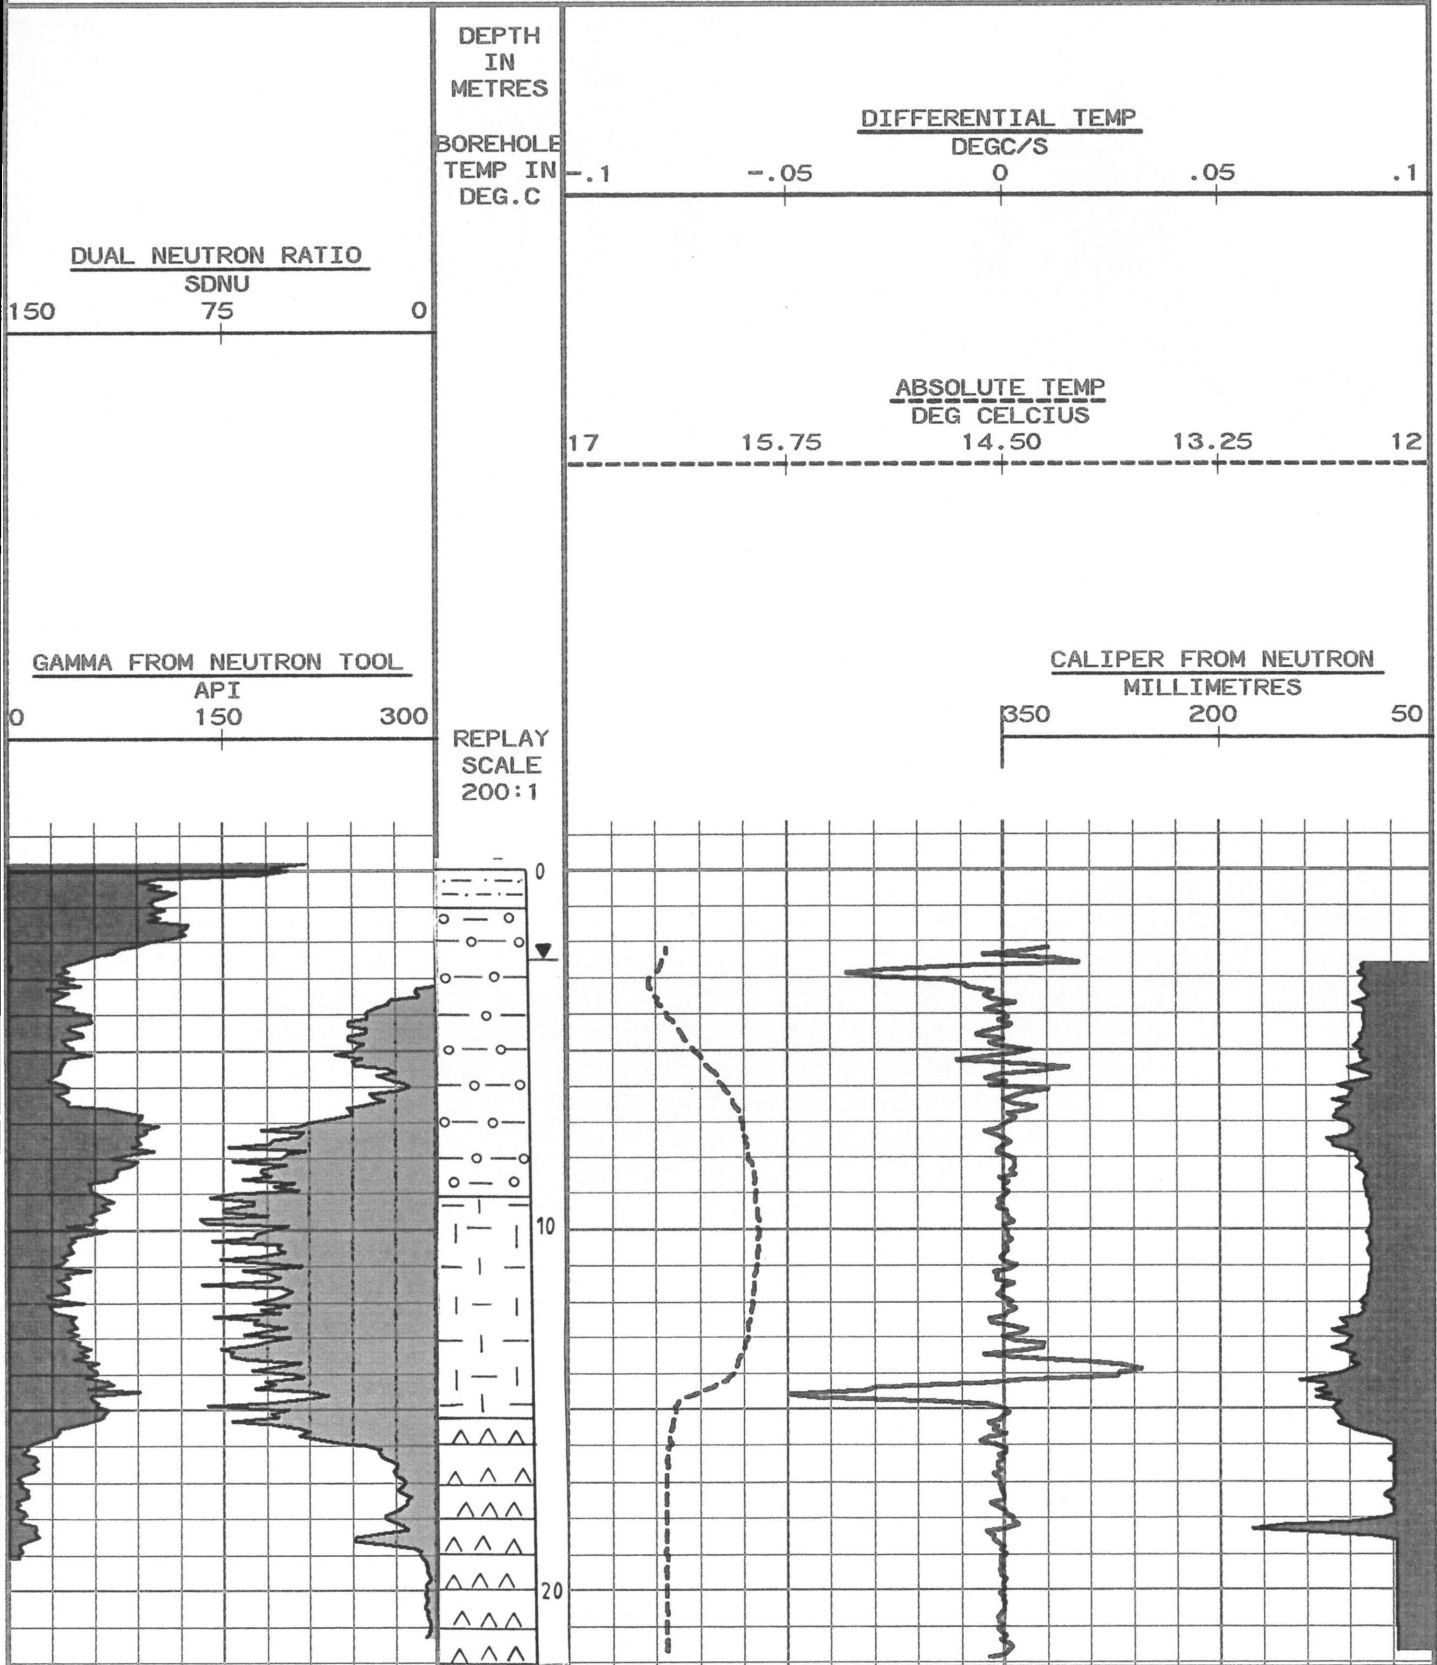 DEPTH
IN
METRES
BOREHOLE
TEMP IN
DEG.C
DIFFERENTIAL TEMP
DEGC/S
-.1 -.05 0 .05 .1
DUAL NEUTRON RATIO
SDNU
150 75 0
ABSOLUTE TEMP
DEG CELCIUS
17 15.75 14.50 13.25 12
GAMMA FROM NEUTRON TOOL
API
0 150 300
CALIPER FROM NEUTRON
MILLIMETRES
350 200 50
REPLAY
SCALE
200:1
0
10
20